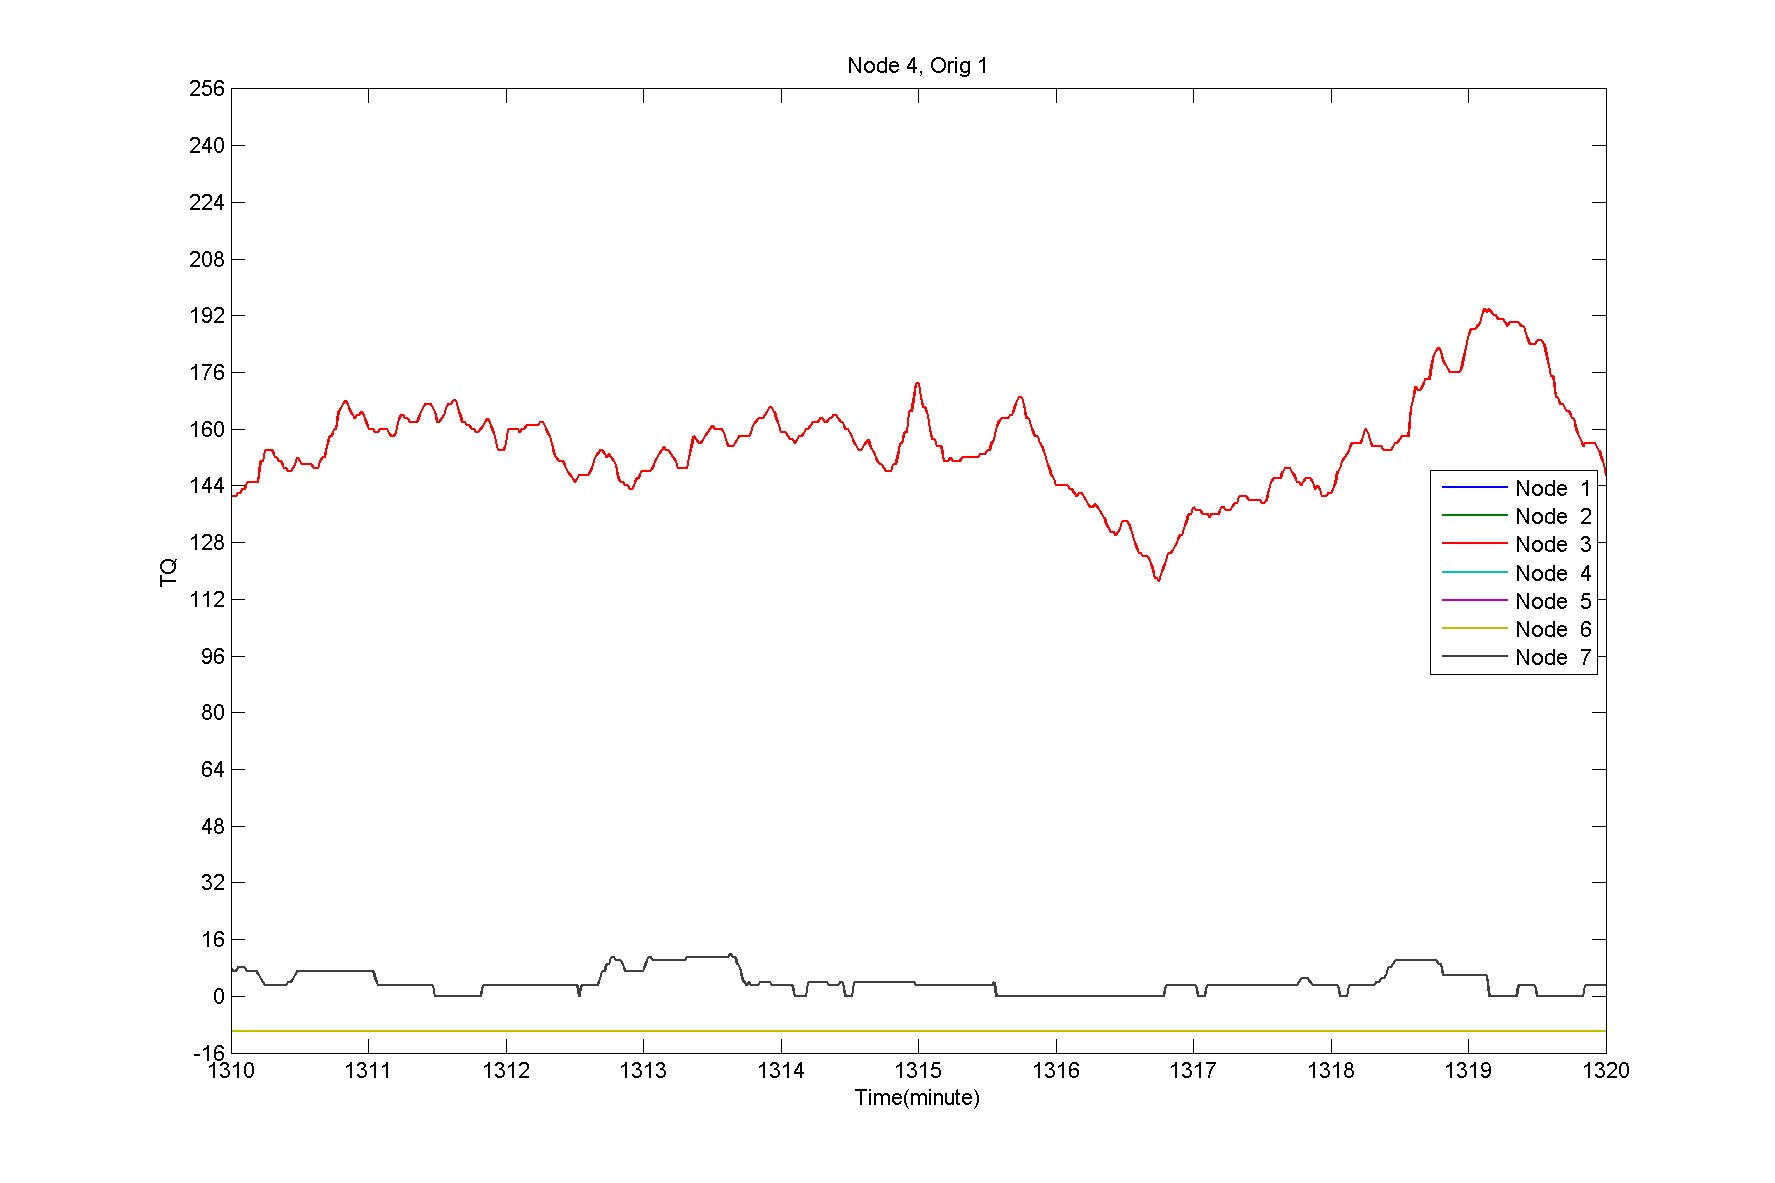 Node 4, Orig 1
256
240
224
208
192
176
160
144
128
112
96
80
64
48
32
16
0
-16
TQ
Node 1
Node 2
Node 3
Node 4
Node 5
Node 6
Node 7
1310 1311 1312 1313 1314 1315 1316 1317 1318 1319 1320
Time(minute)